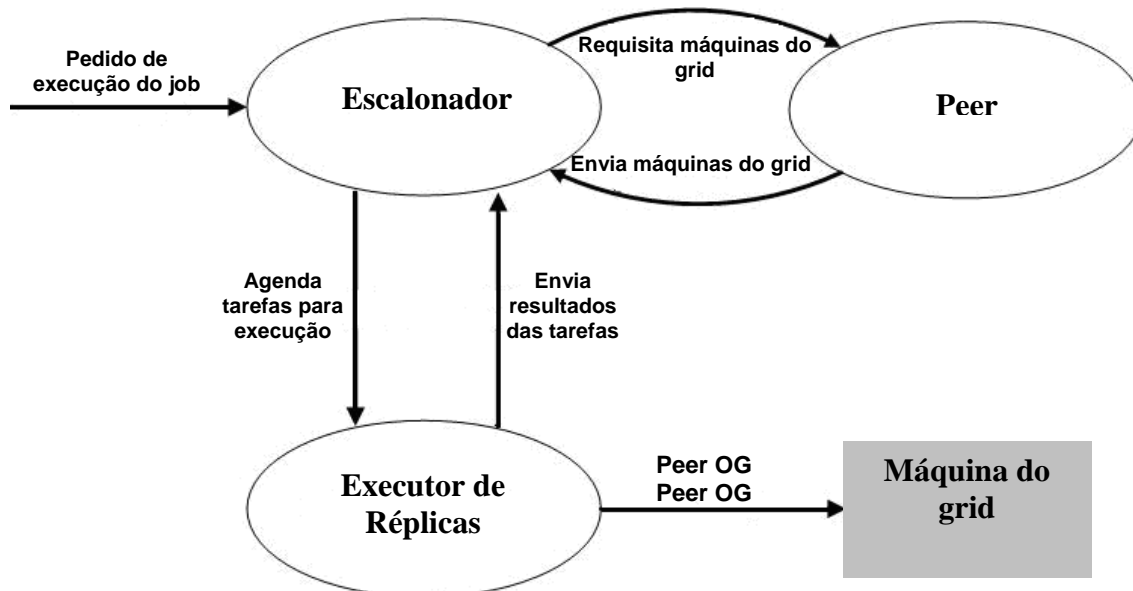 Pedido de
execução do job
Escalonador
Requisita máquinas do
grid
Peer
Envia máquinas do grid
Agenda
tarefas para
execução
Envia
resultados
das tarefas
Executor de
Réplicas
Peer OG
Peer OG
Máquina do
grid